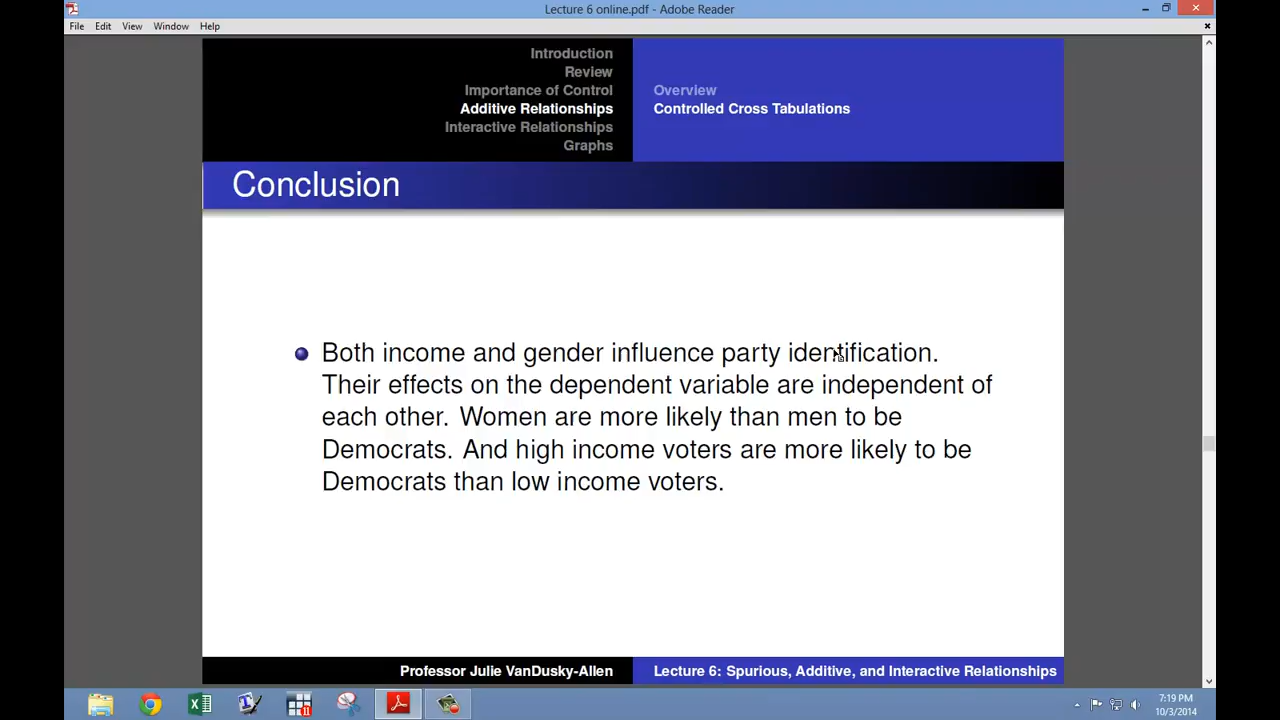 Lecture 6 online.pdf - Adobe Reader
File Edit View Window Help
Introduction
Review
Importance of Control
Additive Relationships
Interactive Relationships
Graphs
Overview
Controlled Cross Tabulations
Conclusion
Both income and gender influence party identification.
Their effects on the dependent variable are independent of
each other. Women are more likely than men to be
Democrats. And high income voters are more likely to be
Democrats than low income voters.
Professor Julie VanDusky-Allen
Lecture 6: Spurious, Additive, and Interactive Relationships
7:19 PM
10/3/2014